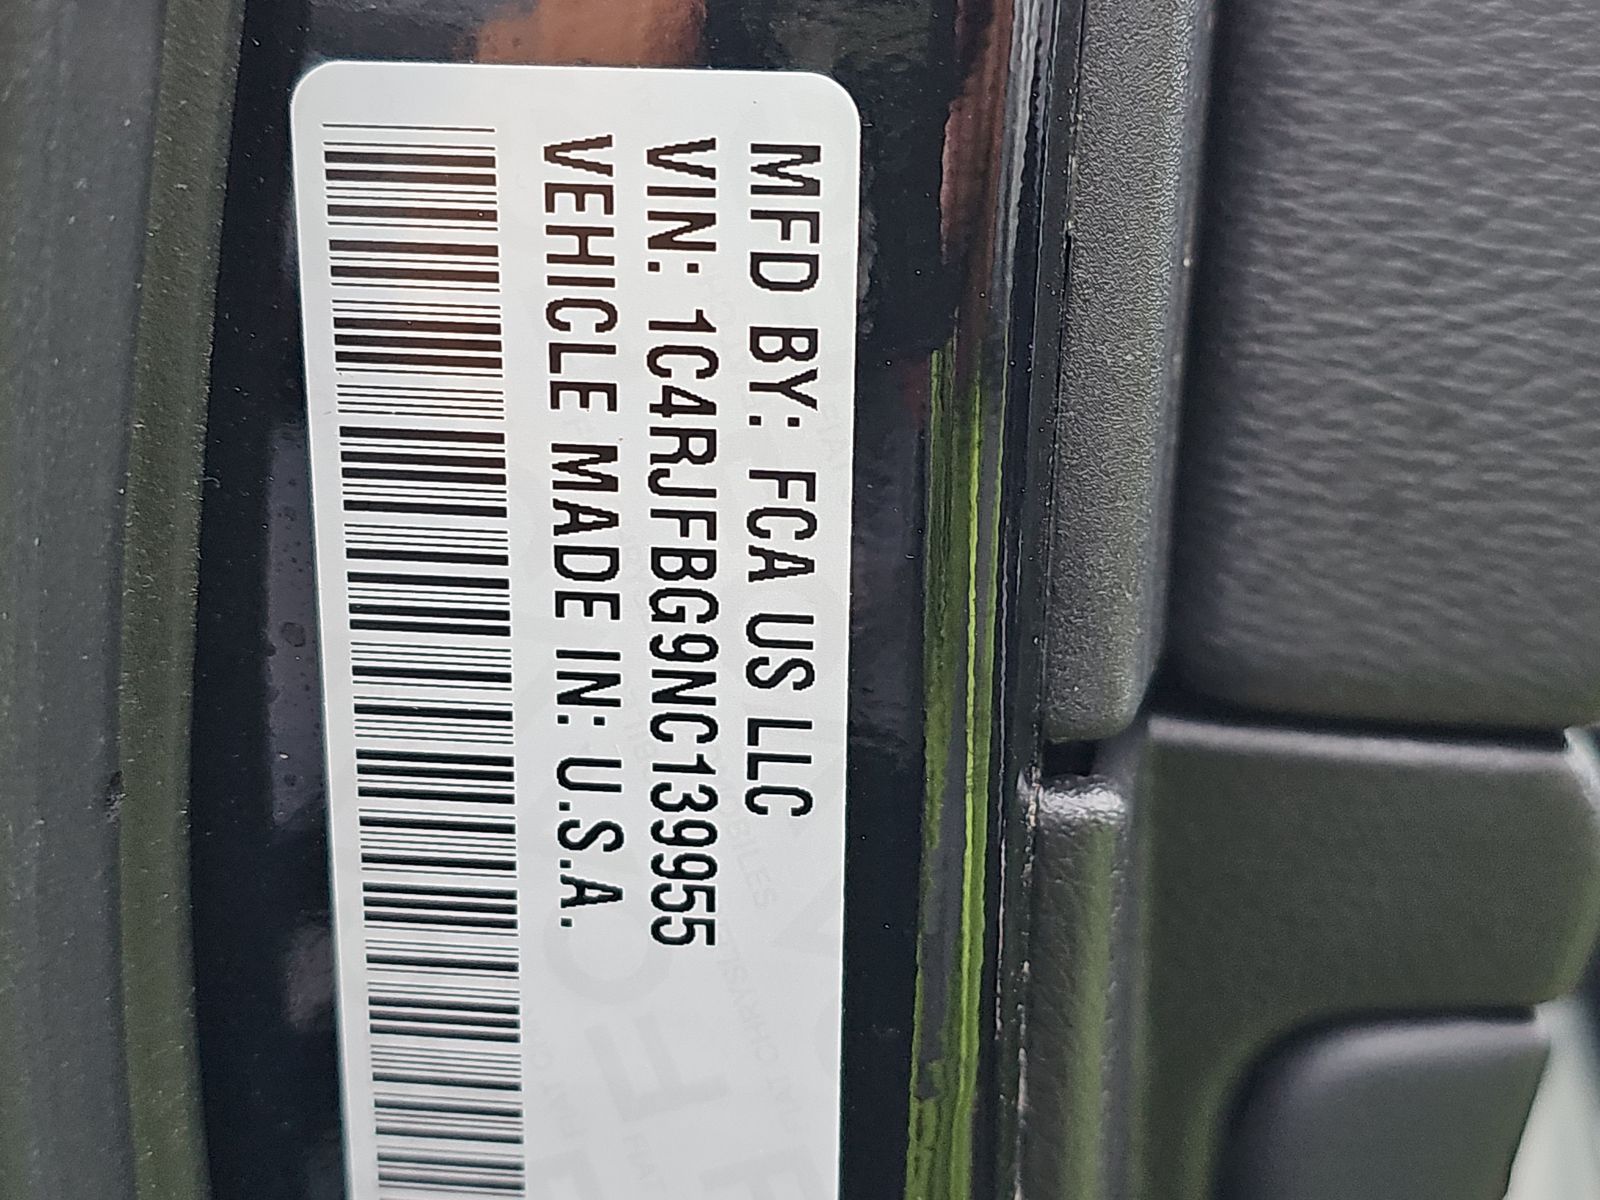 MFD BY: FCA US LLC
VIN: 1C4RJFBG9NC139955
VEHICLE MADE IN: U.S.A.